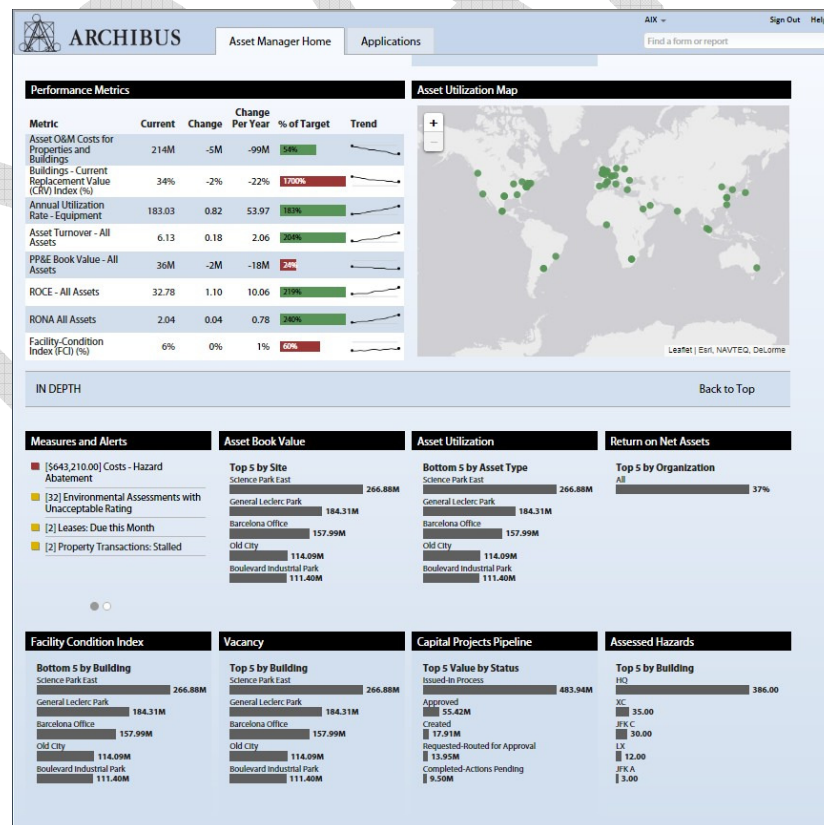 ARCHIBUS
Asset Manager Home
Applications
AIX
Sign Out
Help
Find a form or report
Performance Metrics
Metric Current Change Change Per Year % of Target Trend
Asset O&M Costs for Properties and Buildings 214M -5M -99M 54%
Buildings - Current Replacement Value (CRV) Index (%) 34% -2% -22% 1700%
Annual Utilization Rate - Equipment 183.03 0.82 53.97 183%
Asset Turnover - All Assets 6.13 0.18 2.06 204%
PP&E Book Value - All Assets 36M -2M -18M 24%
ROCE - All Assets 32.78 1.10 10.06 219%
RONA All Assets 2.04 0.04 0.78 240%
Facility-Condition Index (FCI) (%) 6% 0% 1% 60%
Asset Utilization Map
+
−
Leaflet | Esri, NAVTEQ, DeLorme
IN DEPTH
Back to Top
Measures and Alerts
[$643,210.00] Costs - Hazard
Abatement
[32] Environmental Assessments with
Unacceptable Rating
[2] Leases: Due this Month
[2] Property Transactions: Stalled
Asset Book Value
Top 5 by Site
Science Park East
266.88M
General Leclerc Park
184.31M
Barcelona Office
157.99M
Old City
114.09M
Boulevard Industrial Park
111.40M
Asset Utilization
Bottom 5 by Asset Type
Science Park East
266.88M
General Leclerc Park
184.31M
Barcelona Office
157.99M
Old City
114.09M
Boulevard Industrial Park
111.40M
Return on Net Assets
Top 5 by Organization
All
37%
Facility Condition Index
Bottom 5 by Building
Science Park East
266.88M
General Leclerc Park
184.31M
Barcelona Office
157.99M
Old City
114.09M
Boulevard Industrial Park
111.40M
Vacancy
Top 5 by Building
Science Park East
266.88M
General Leclerc Park
184.31M
Barcelona Office
157.99M
Old City
114.09M
Boulevard Industrial Park
111.40M
Capital Projects Pipeline
Top 5 Value by Status
Issued-In Process
483.94M
Approved
55.42M
Created
17.91M
Requested-Routed for Approval
13.95M
Completed-Actions Pending
9.50M
Assessed Hazards
Top 5 by Building
HQ
386.00
XC
35.00
JFK C
30.00
LX
12.00
JFK A
3.00